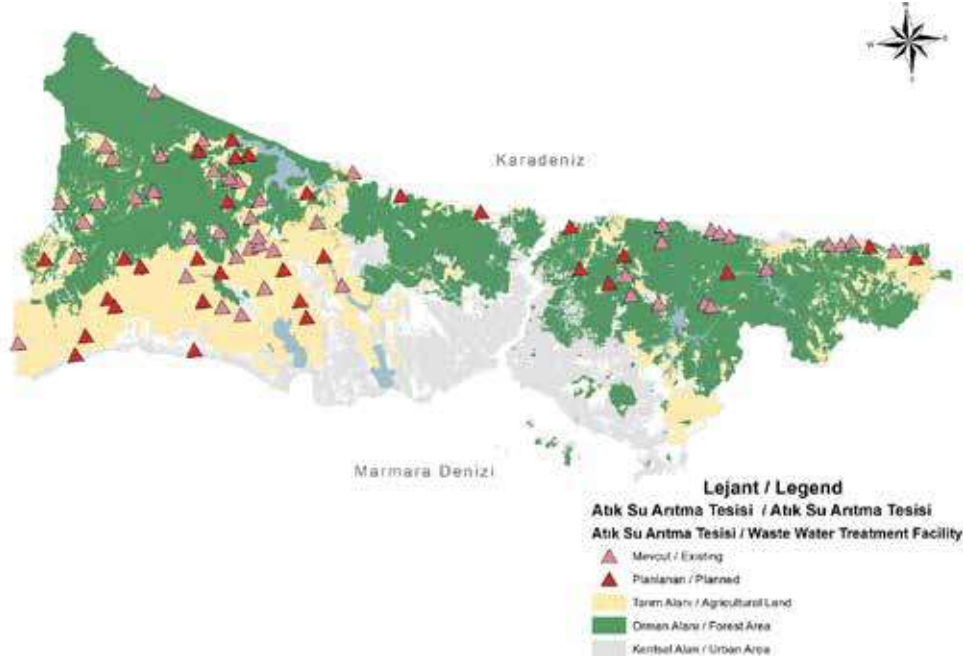 N
W
E
S
Karadeniz
Marmara Denizi
Lejant / Legend
Atık Su Arıtma Tesisi / Atık Su Arıtma Tesisi
Atık Su Arıtma Tesisi / Waste Water Treatment Facility
Mevcut / Existing
Planlanan / Planned
Tarım Alanı / Agricultural Land
Orman Alanı / Forest Area
Kentsel Alan / Urban Area